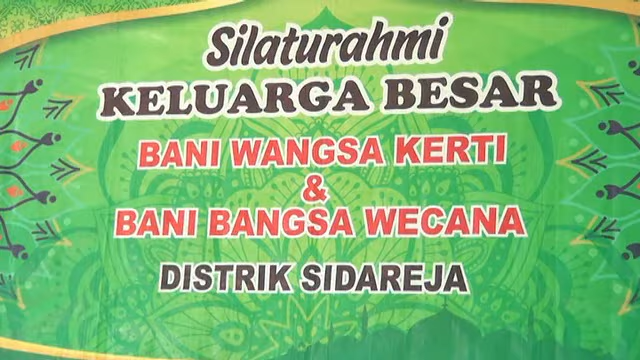 Silaturahmi
KELUARGA BESAR
BANI WANGSA KERTI
&
BANI BANGSA WECANA
DISTRIK SIDAREJA